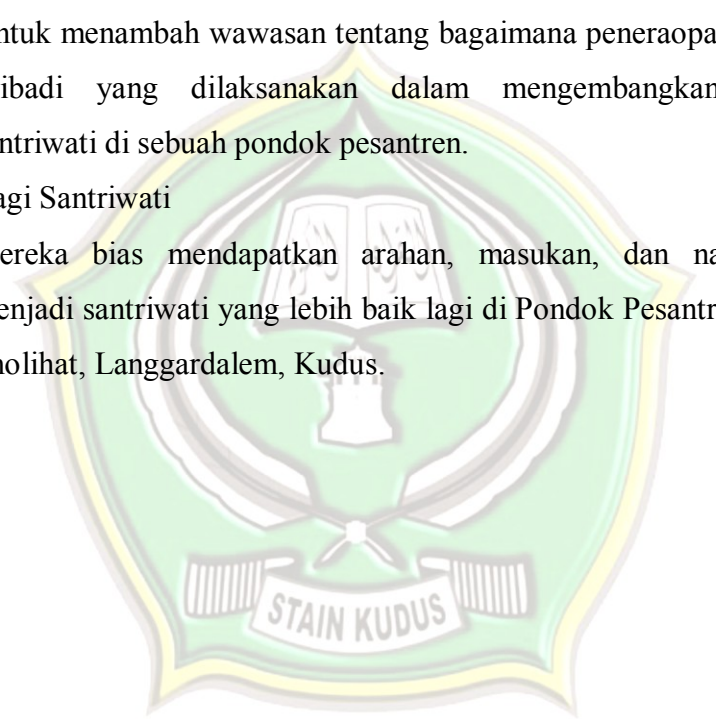 ntuk menambah wawasan tentang bagaimana peneraopa
ibadi yang dilaksanakan dalam mengembangkan
ntriwati di sebuah pondok pesantren.
agi Santriwati
ereka bias mendapatkan arahan, masukan, dan na
enjadi santriwati yang lebih baik lagi di Pondok Pesantr
holihat, Langgardalem, Kudus.
STAIN KUDUS